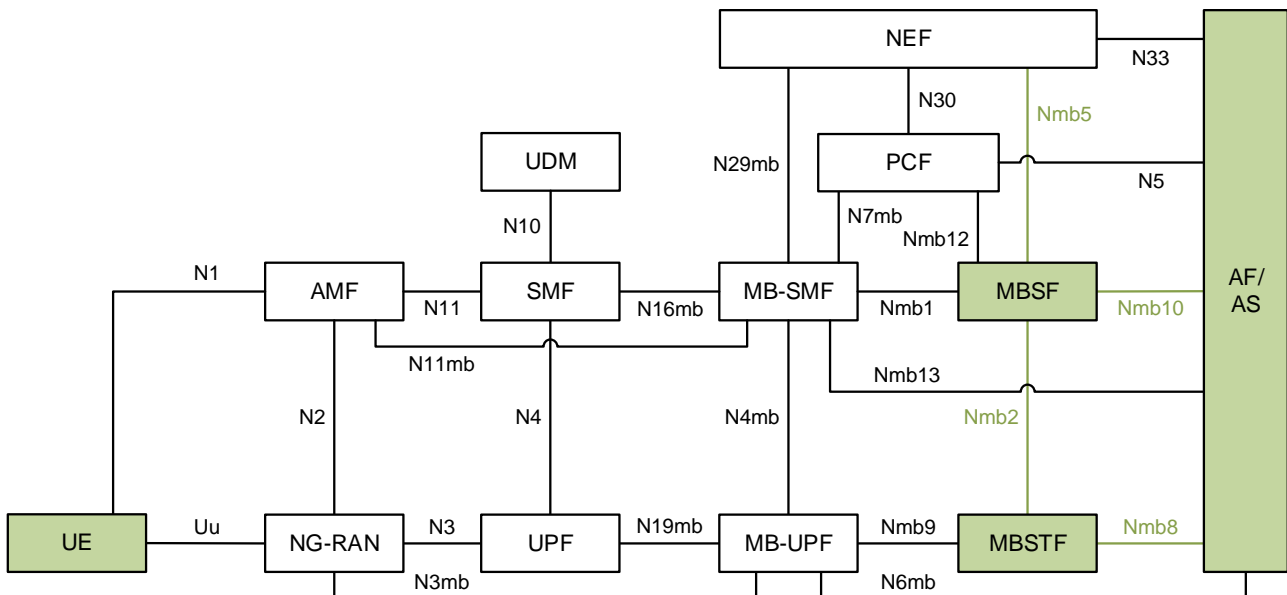 NEF
N33
N30
Nmb5
UDM
PCF
N29mb
N5
N10
N7mb
Nmb12
N1
AMF
N11
SMF
N16mb
MB-SMF
Nmb1
MBSF
Nmb10
AF/
AS
N11mb
Nmb13
N2
N4
N4mb
Nmb2
UE
Uu
NG-RAN
N3
UPF
N19mb
MB-UPF
Nmb9
MBSTF
Nmb8
N3mb
N6mb